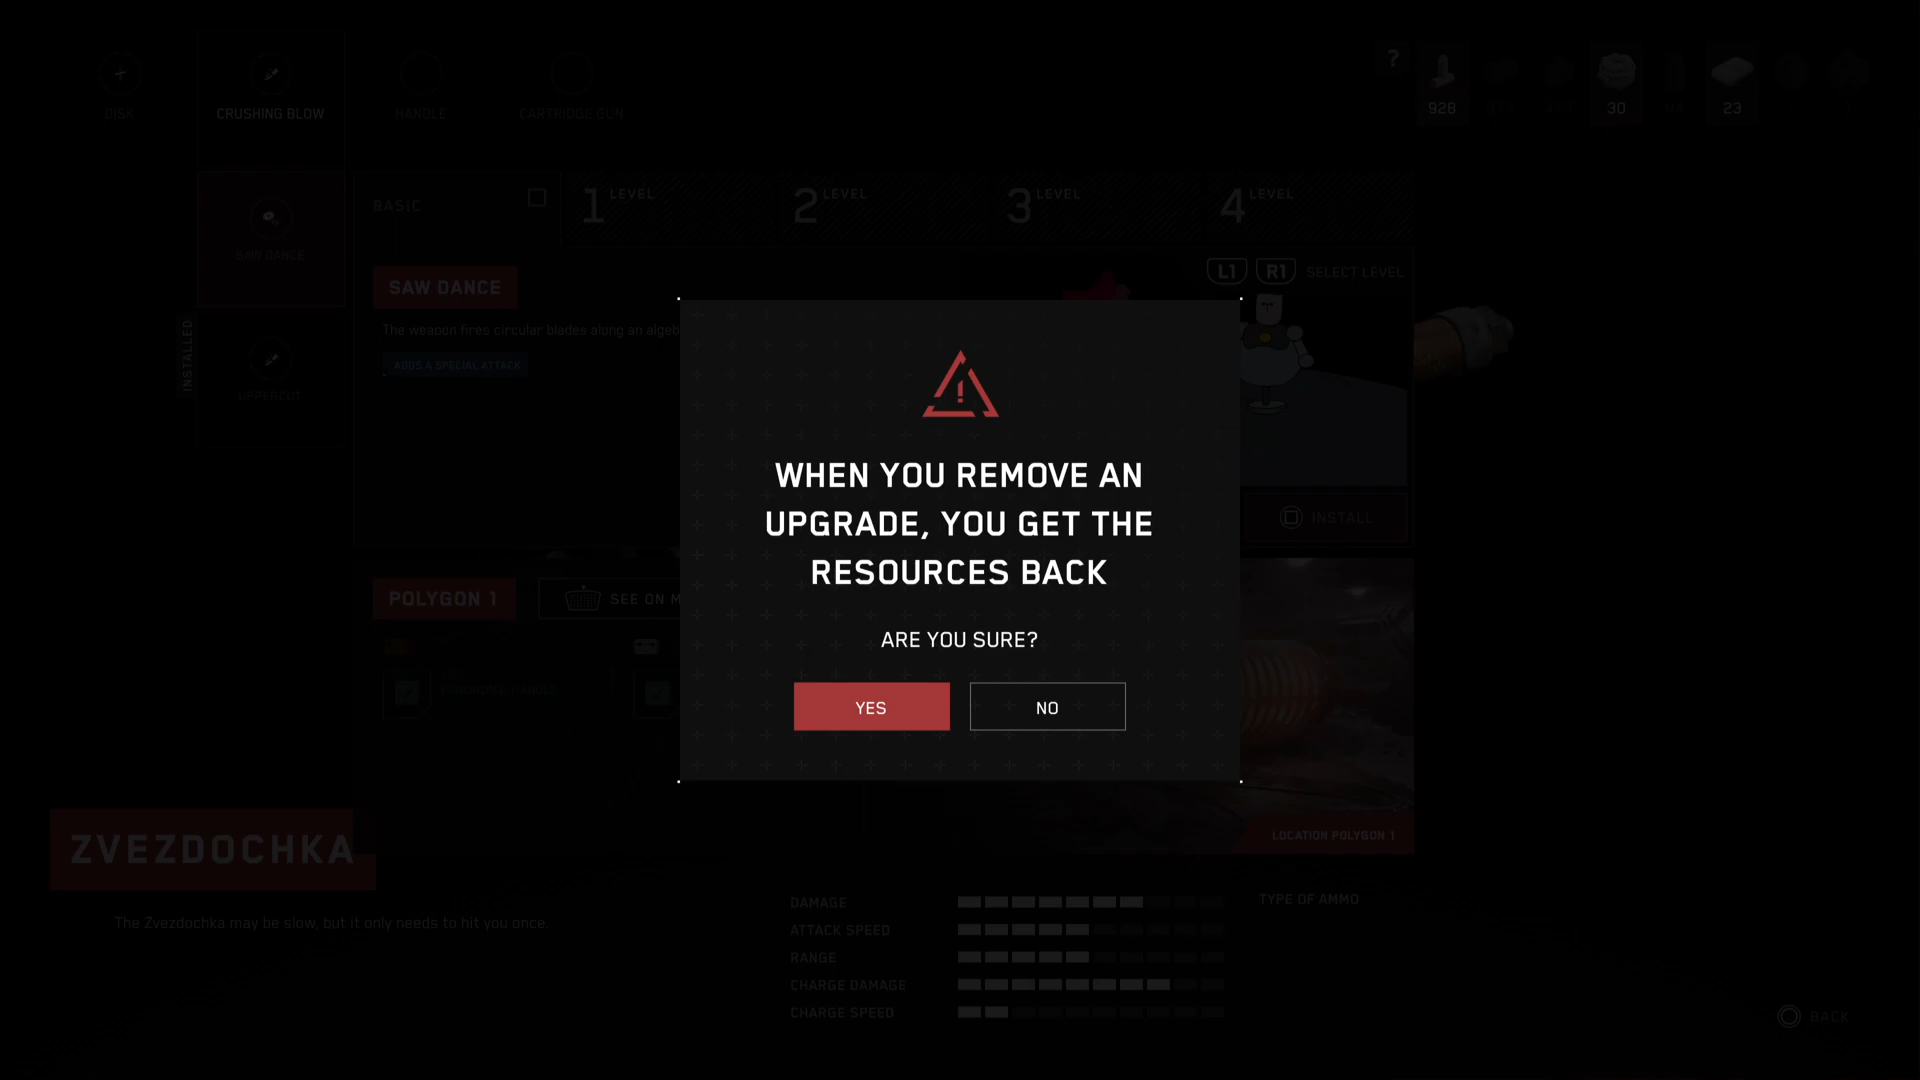 DISK
CRUSHING BLOW
HANDLE
CARTRIDGE GUN
?
928
30
23
BASIC
1 LEVEL
2 LEVEL
3 LEVEL
4 LEVEL
SAW DANCE
L1 R1 SELECT LEVEL
SAW DANCE
The weapon fires circular blades along an algeb
ADDS A SPECIAL ATTACK
INSTALLED
UPPERCUT
WHEN YOU REMOVE AN
UPGRADE, YOU GET THE
RESOURCES BACK
ARE YOU SURE?
YES
NO
INSTALL
POLYGON 1
SEE ON M
HANDLE
LOCATION POLYGON 1
ZVEZDOCHKA
The Zvezdochka may be slow, but it only needs to hit you once.
DAMAGE
ATTACK SPEED
RANGE
CHARGE DAMAGE
CHARGE SPEED
TYPE OF AMMO
BACK